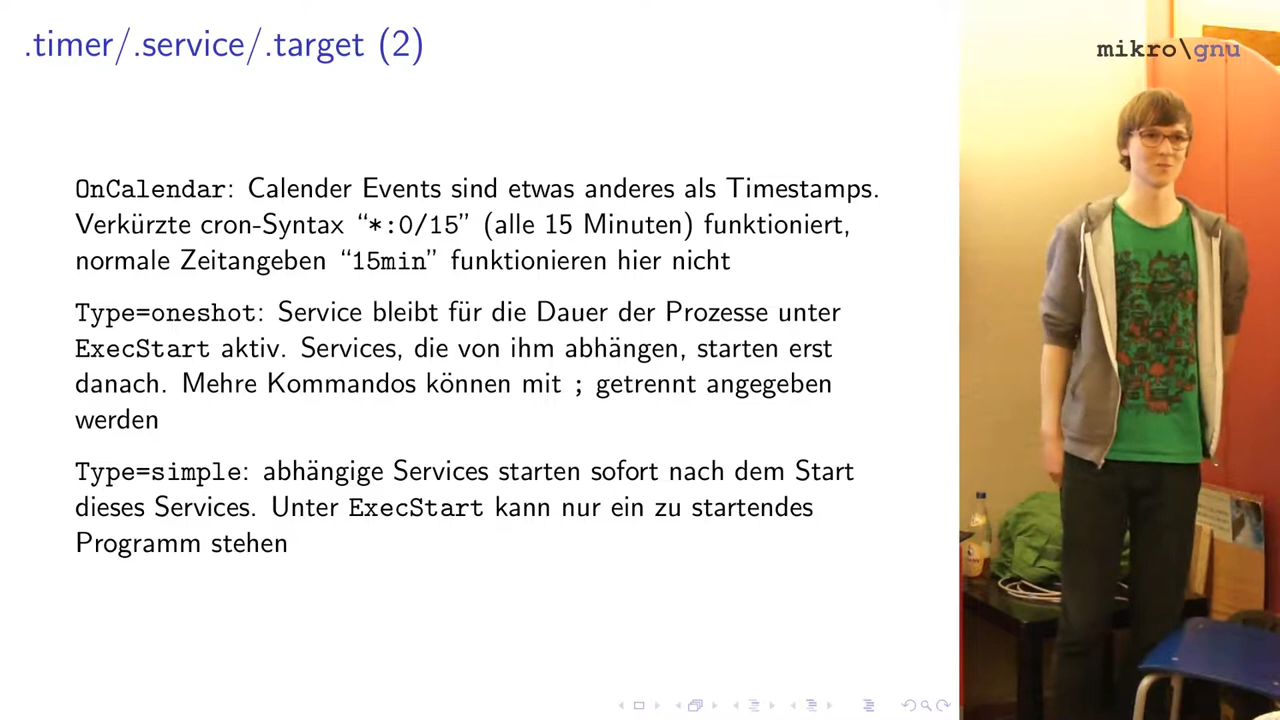 .timer/.service/.target (2)
mikro\gnu
OnCalendar: Calender Events sind etwas anderes als Timestamps.
Verkürzte cron-Syntax “*:0/15” (alle 15 Minuten) funktioniert,
normale Zeitangeben “15min” funktionieren hier nicht
Type=oneshot: Service bleibt für die Dauer der Prozesse unter
ExecStart aktiv. Services, die von ihm abhängen, starten erst
danach. Mehre Kommandos können mit ; getrennt angegeben
werden
Type=simple: abhängige Services starten sofort nach dem Start
dieses Services. Unter ExecStart kann nur ein zu startendes
Programm stehen